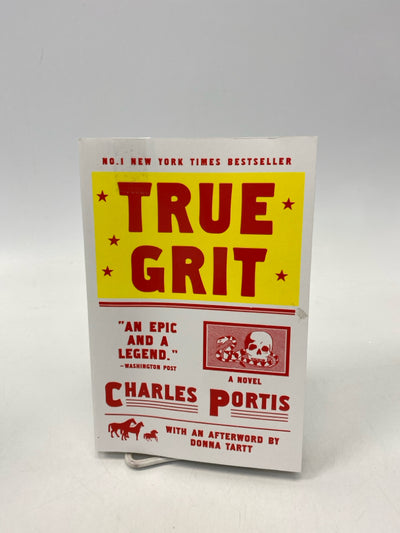 NO.1 NEW YORK TIMES BESTSELLER
TRUE
GRIT
"AN EPIC
AND A
LEGEND."
–WASHINGTON POST
A NOVEL
CHARLES PORTIS
WITH AN AFTERWORD BY
DONNA TARTT